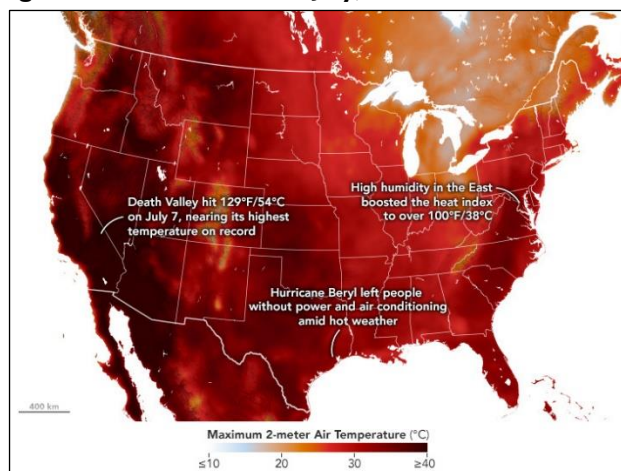 Death Valley hit 129°F/54°C
on July 7, nearing its highest
temperature on record
High humidity in the East
boosted the heat index
to over 100°F/38°C
Hurricane Beryl left people
without power and air conditioning
amid hot weather
400 km
Maximum 2-meter Air Temperature (°C)
≤10 20 30 ≥40